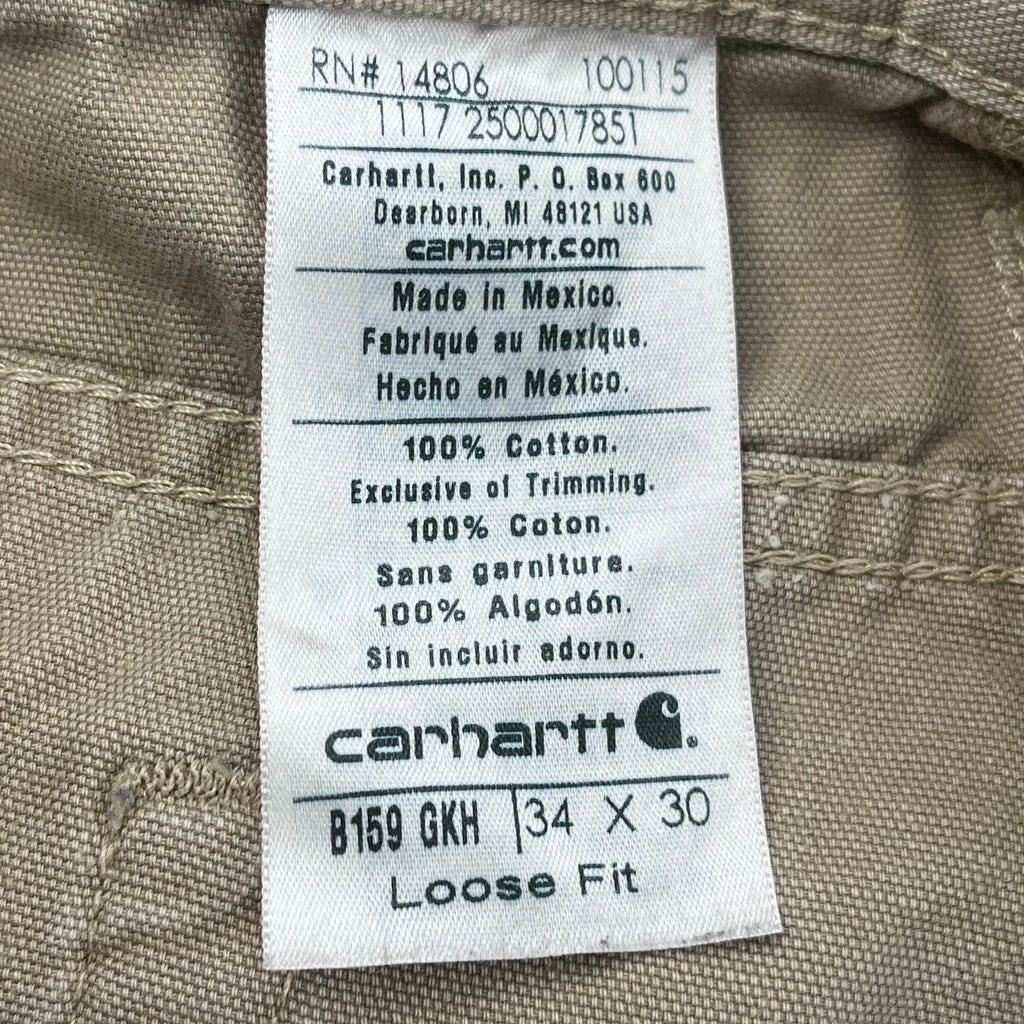 RN# 14806 100115
1117 2500017851
Carhartt, Inc. P. O. Box 600
Dearborn, MI 48121 USA
carhartt.com
Made in Mexico.
Fabriqué au Mexique.
Hecho en México.
100% Cotton.
Exclusive of Trimming.
100% Coton.
Sans garniture.
100% Algodón.
Sin incluir adorno.
carhartt
B159 GKH 34 X 30
Loose Fit